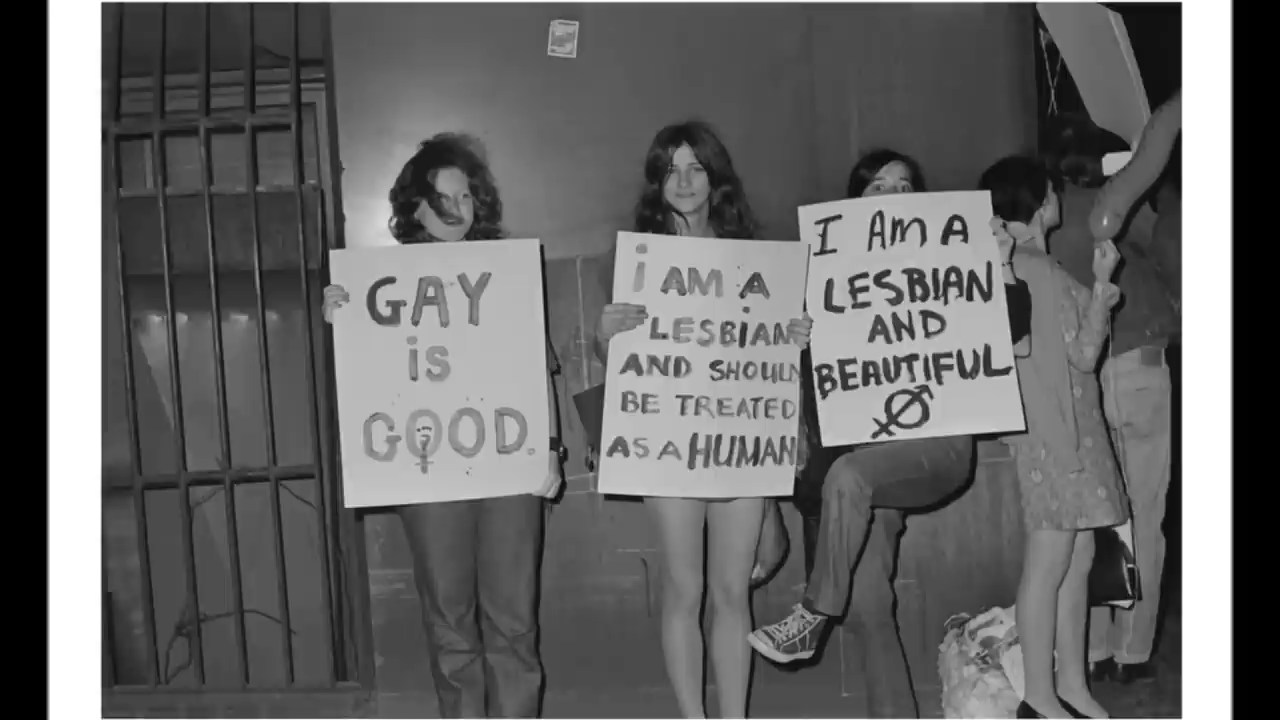 GAY
iS
GOOD.
i AM A
LESBiAN
AND SHOULD
BE TREATED
AS A HUMAN
I AM A
LESBIAN
AND
BEAUTIFUL